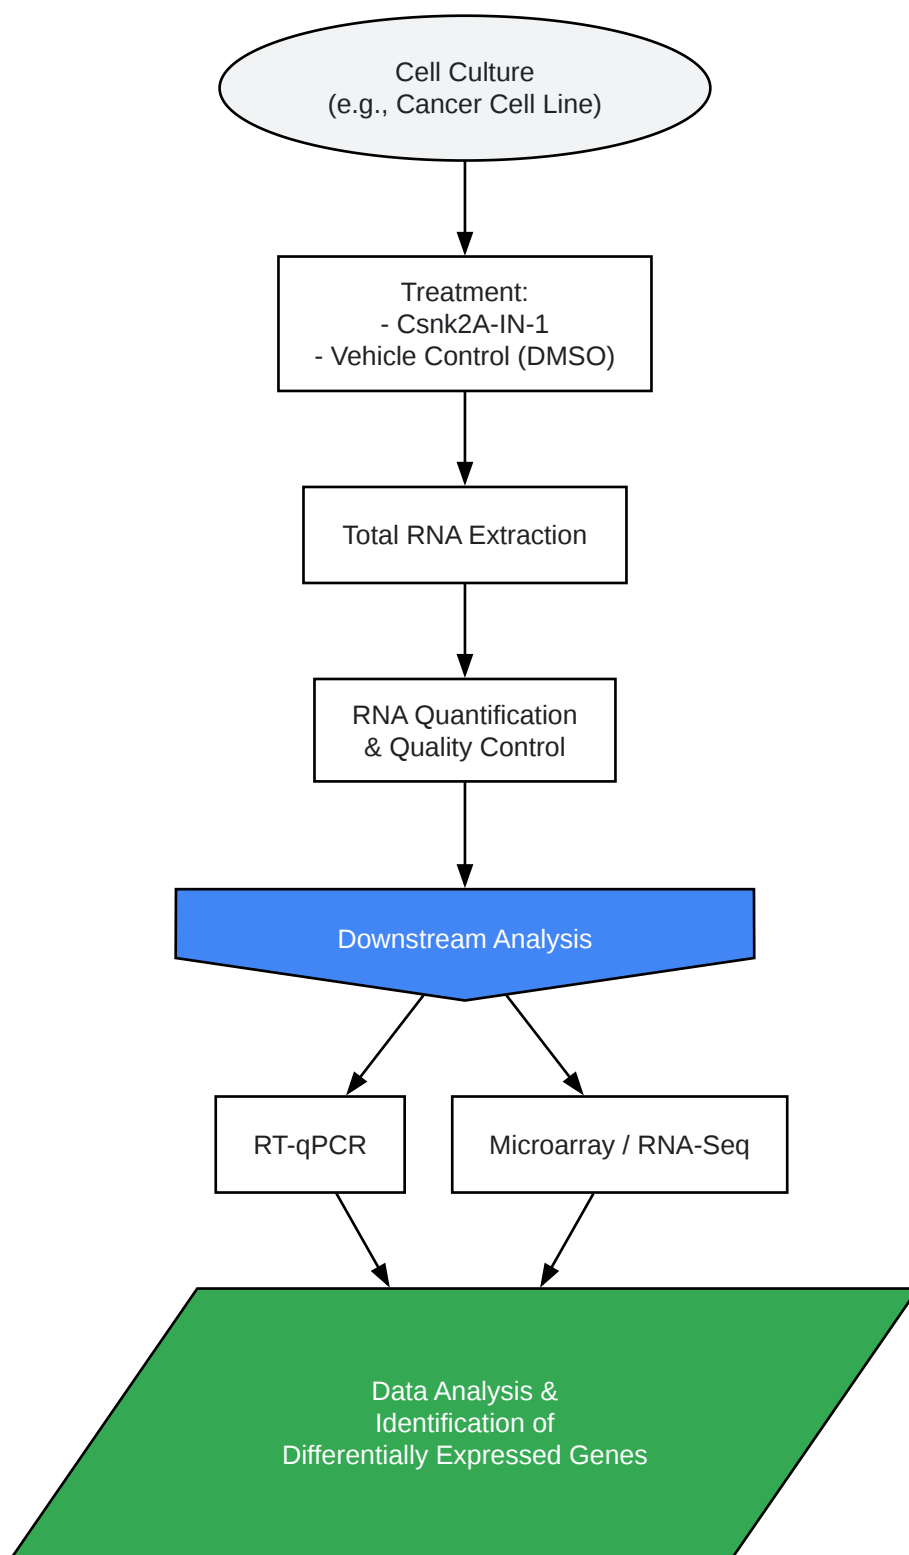 Cell Culture
(e.g., Cancer Cell Line)
Treatment:
- Csnk2A-IN-1
- Vehicle Control (DMSO)
Total RNA Extraction
RNA Quantification
& Quality Control
Downstream Analysis
RT-qPCR
Microarray / RNA-Seq
Data Analysis &
Identification of
Differentially Expressed Genes